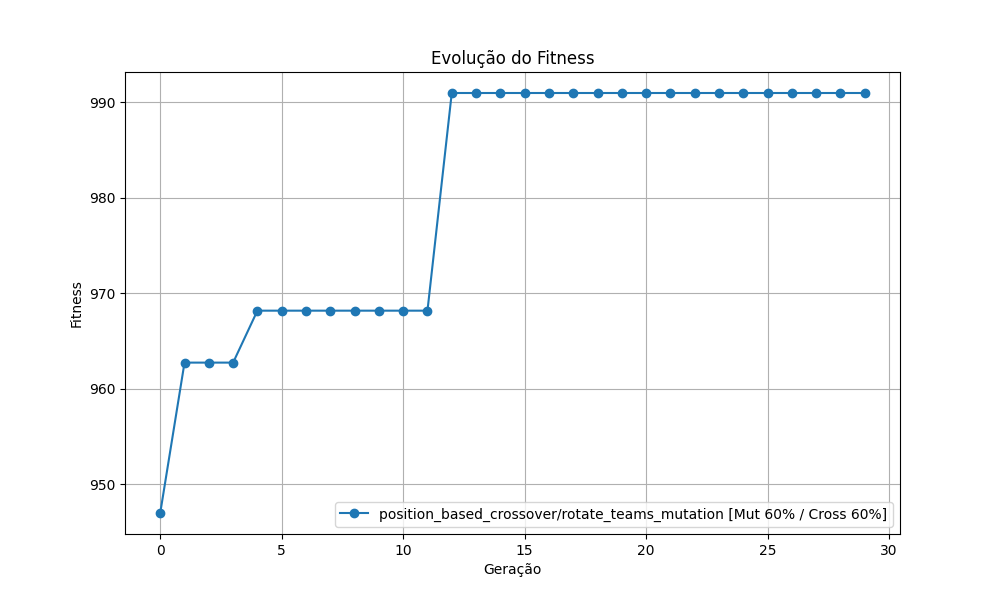 Evolução do Fitness
Fitness
990
980
970
960
950
position_based_crossover/rotate_teams_mutation [Mut 60% / Cross 60%]
0 5 10 15 20 25 30
Geração